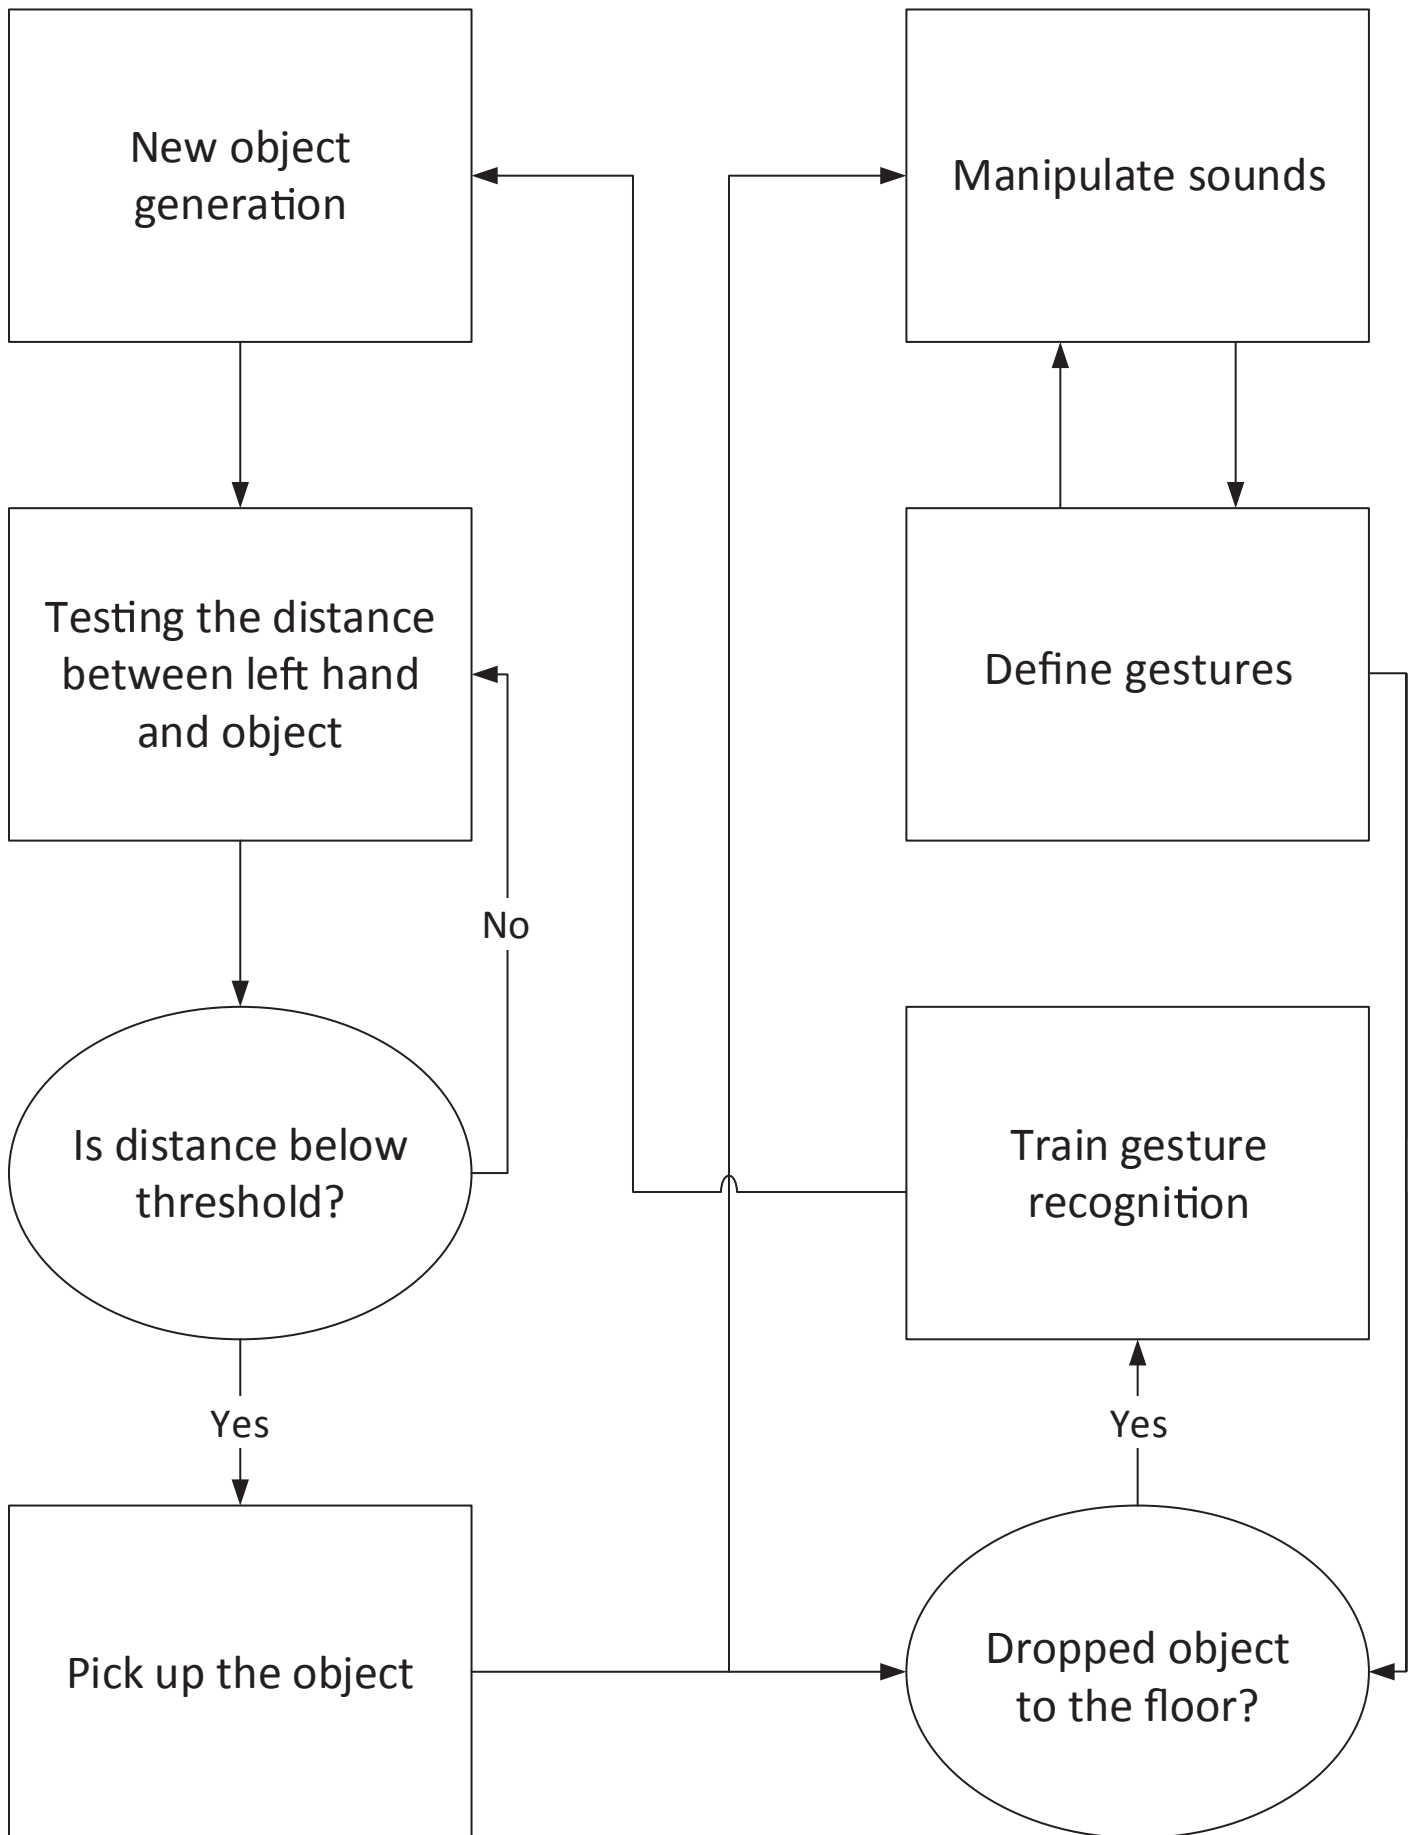 New object
generation
Testing the distance
between left hand
and object
No
Is distance below
threshold?
Yes
Pick up the object
Manipulate sounds
Define gestures
Train gesture
recognition
Yes
Dropped object
to the floor?